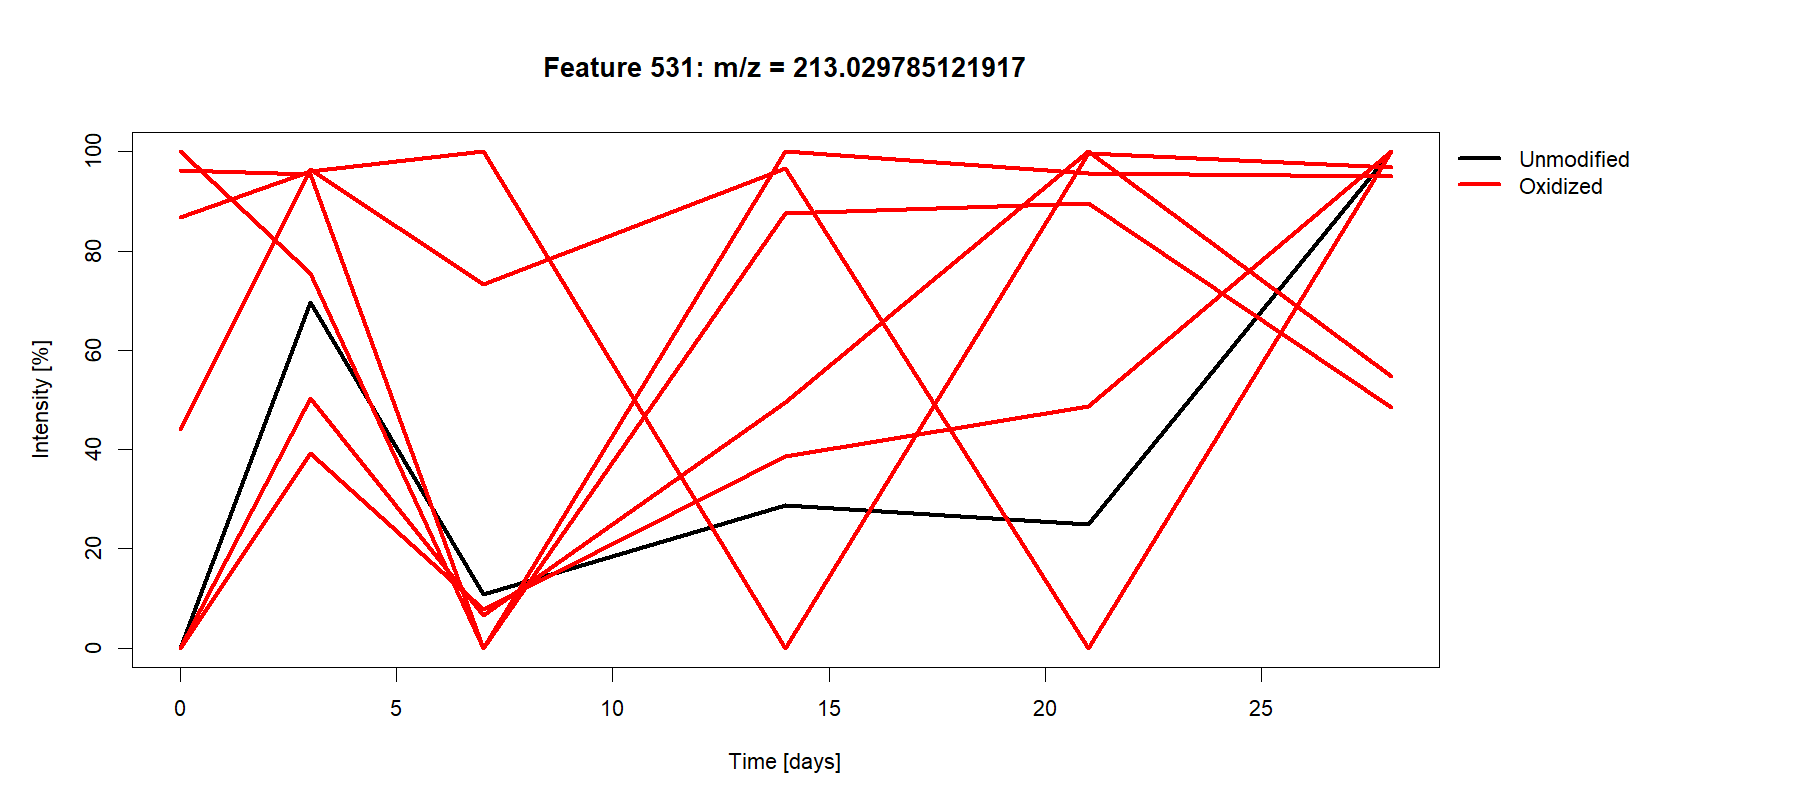 Feature 531: m/z = 213.029785121917
Unmodified
Oxidized
Intensity [%]
100
80
60
40
20
0
0 5 10 15 20 25
Time [days]